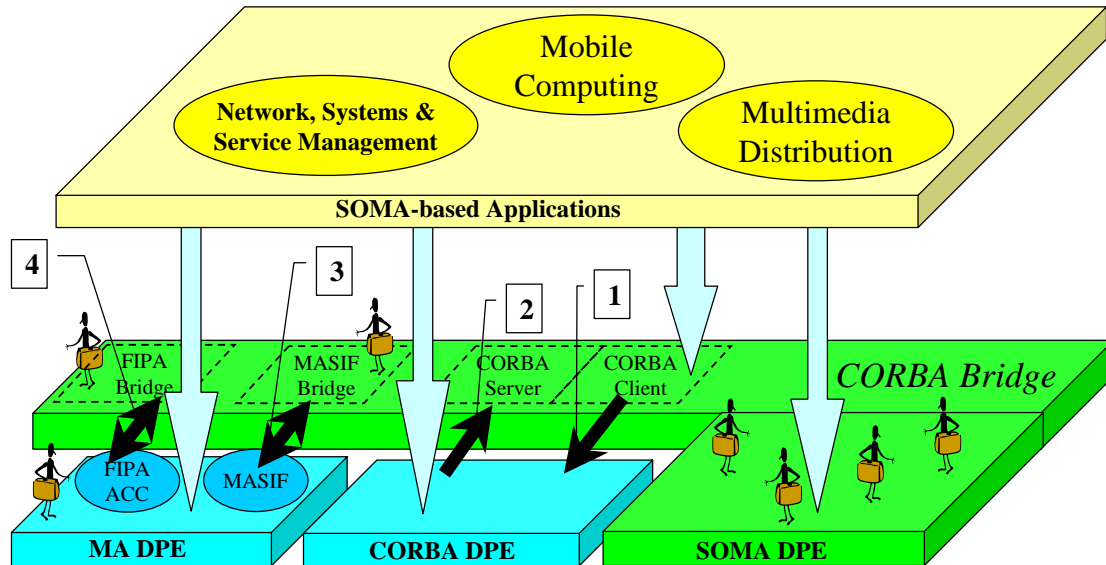 Mobile
Computing
Network, Systems &
Service Management
Multimedia
Distribution
SOMA-based Applications
4
3
2
1
FIPA
Bridge
MASIF
Bridge
CORBA
Server
CORBA
Client
CORBA Bridge
FIPA
ACC
MASIF
MA DPE
CORBA DPE
SOMA DPE